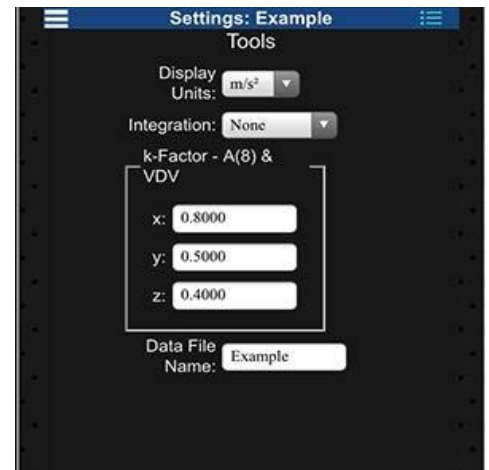 Settings: Example
Tools
Display
Units: m/s²
Integration: None
k-Factor - A(8) &
VDV
x: 0.8000
y: 0.5000
z: 0.4000
Data File
Name: Example